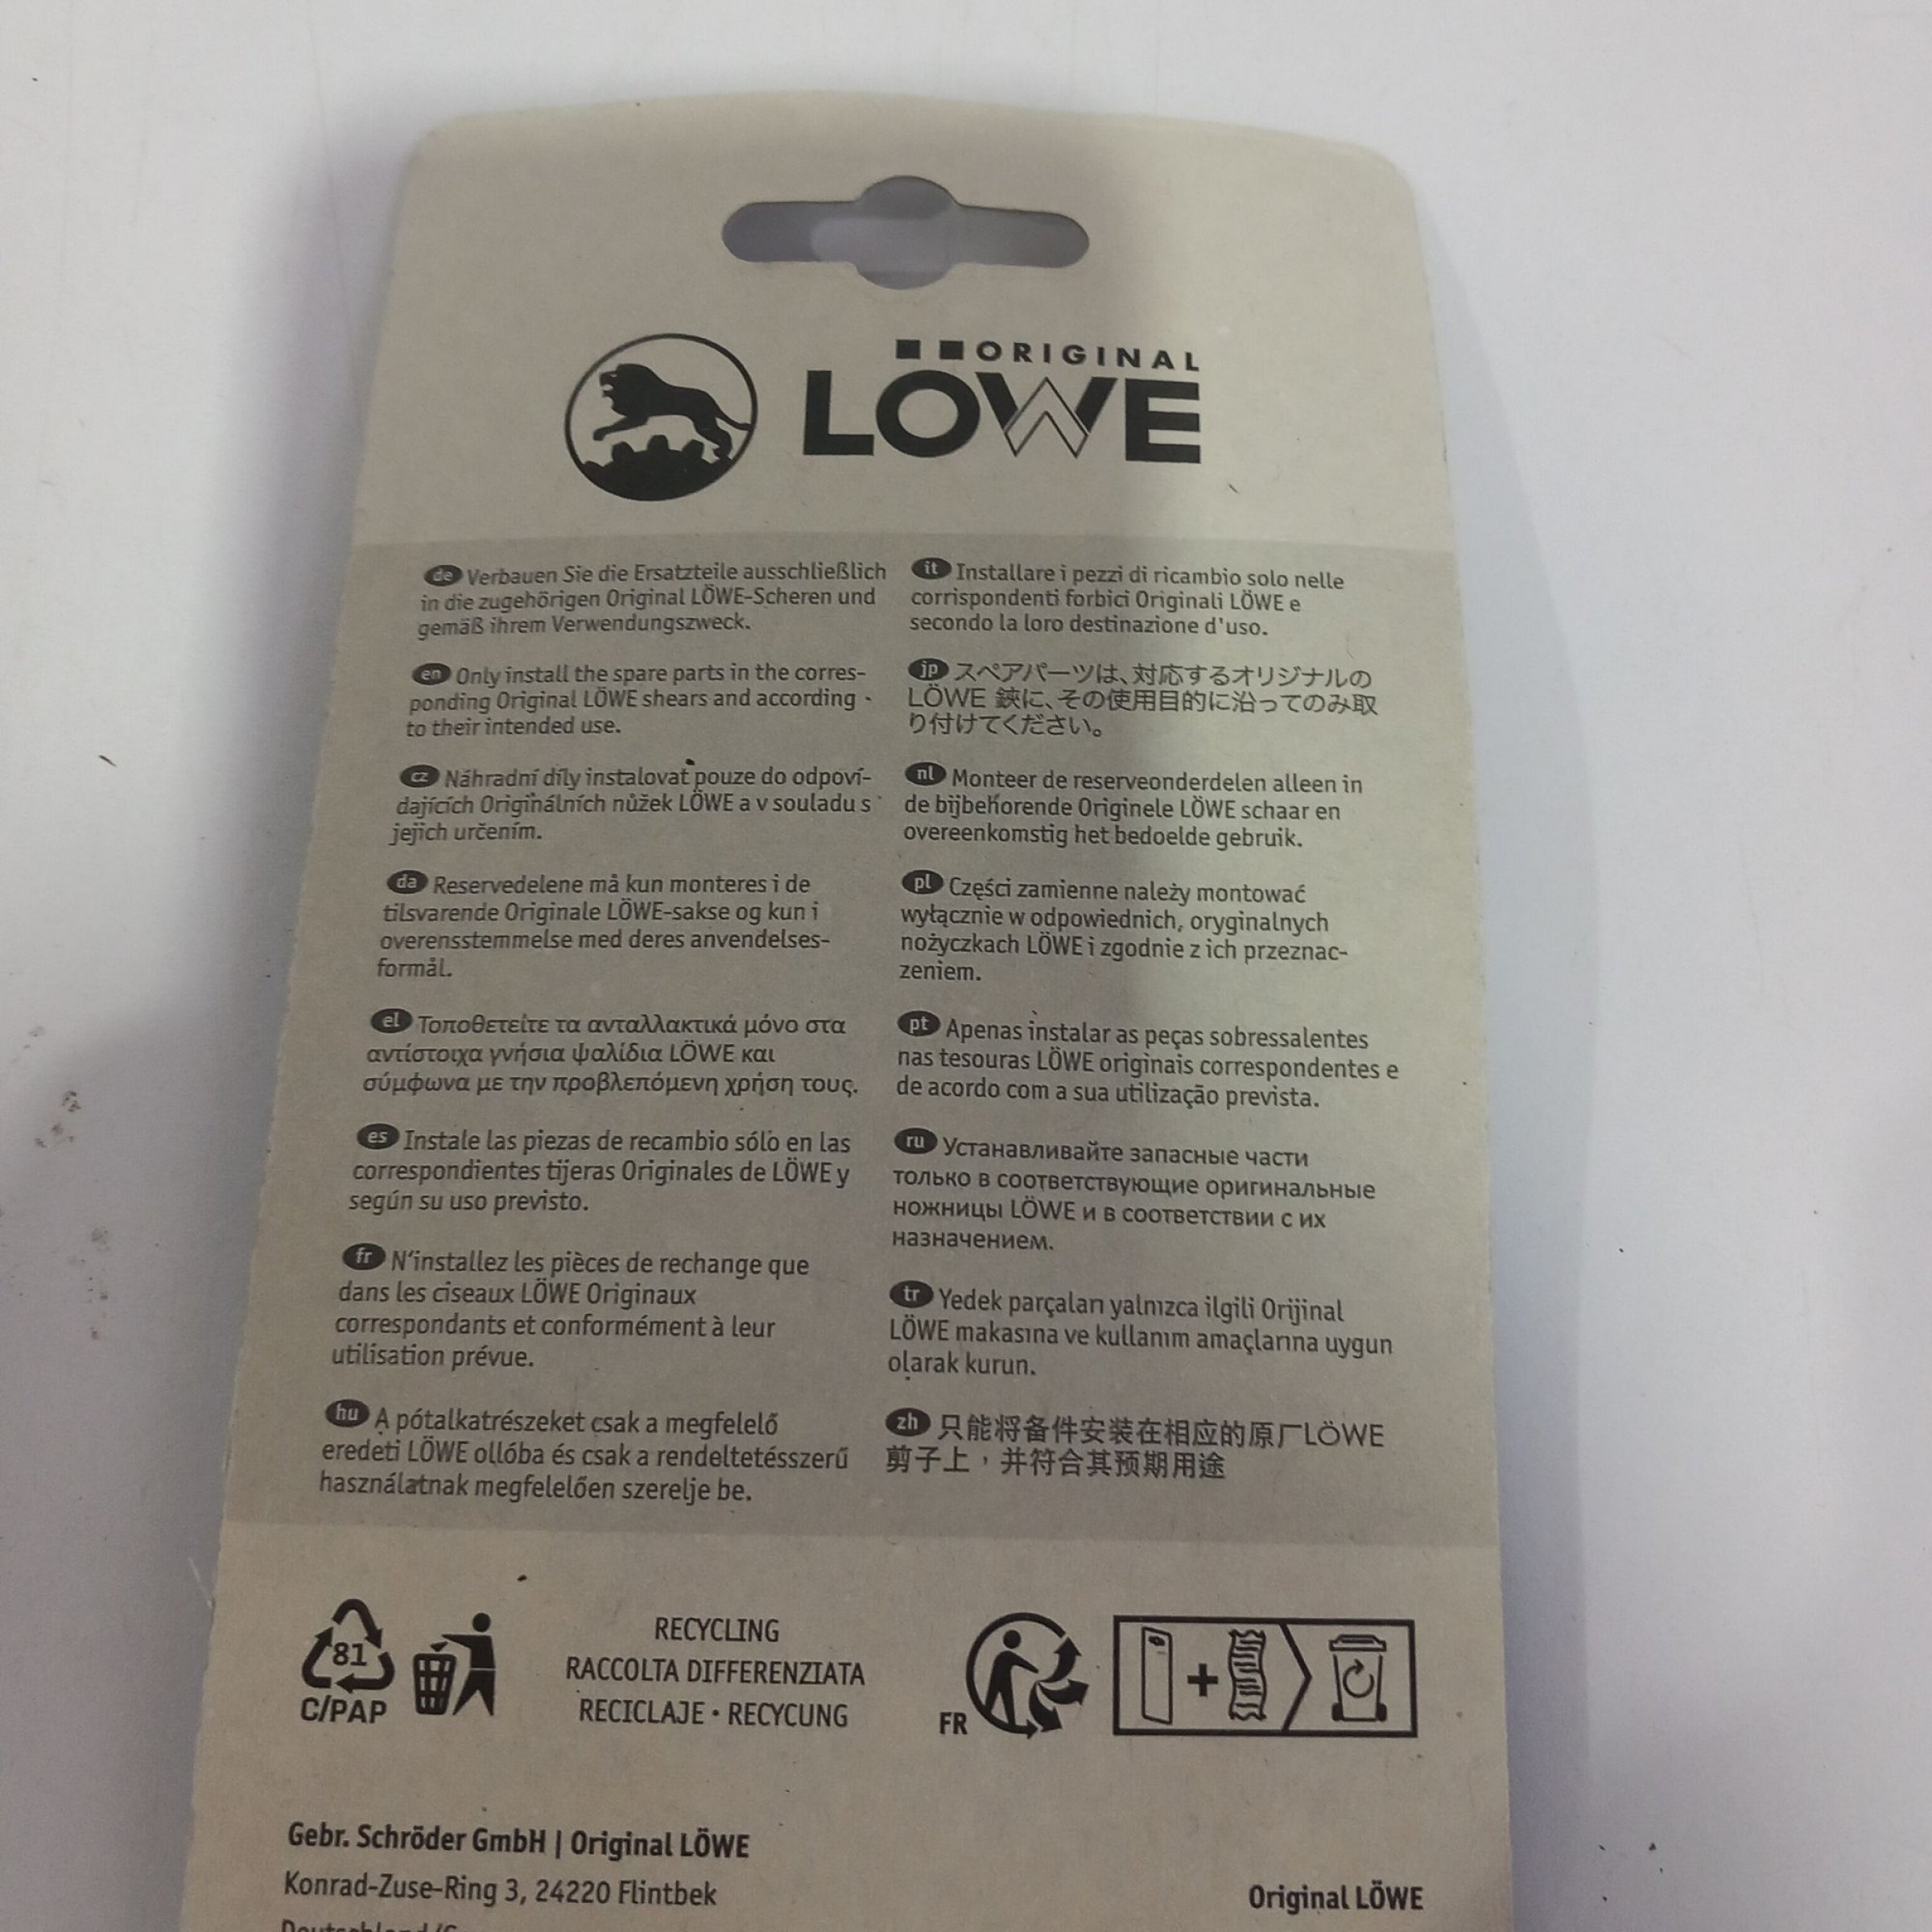 ORIGINAL
LÖWE
de Verbauen Sie die Ersatzteile ausschließlich
in die zugehörigen Original LÖWE-Scheren und
gemäß ihrem Verwendungszweck.
en Only install the spare parts in the corres-
ponding Original LÖWE shears and according
to their intended use.
cz Náhradní díly instalovat pouze do odpoví-
dajících Originálních nůžek LÖWE a v souladu s
jejich určením.
da Reservedelene må kun monteres i de
tilsvarende Originale LÖWE-sakse og kun i
overensstemmelse med deres anvendelses-
formål.
el Τοποθετείτε τα ανταλλακτικά μόνο στα
αντίστοιχα γνήσια ψαλίδια LÖWE και
σύμφωνα με την προβλεπόμενη χρήση τους.
es Instale las piezas de recambio sólo en las
correspondientes tijeras Originales de LÖWE y
según su uso previsto.
fr N‘installez les pièces de rechange que
dans les ciseaux LÖWE Originaux
correspondants et conformément à leur
utilisation prévue.
hu A pótalkatrészeket csak a megfelelő
eredeti LÖWE ollóba és csak a rendeltetésszerű
használatnak megfelelően szerelje be.
it Installare i pezzi di ricambio solo nelle
corrispondenti forbici Originali LÖWE e
secondo la loro destinazione d'uso.
jp スペアパーツは、対応するオリジナルの
LÖWE 鋏に、その使用目的に沿ってのみ取
り付けてください。
nl Monteer de reserveonderdelen alleen in
de bijbehorende Originele LÖWE schaar en
overeenkomstig het bedoelde gebruik.
pl Części zamienne należy montować
wyłącznie w odpowiednich, oryginalnych
nożyczkach LÖWE i zgodnie z ich przeznac-
zeniem.
pt Apenas instalar as peças sobressalentes
nas tesouras LÖWE originais correspondentes e
de acordo com a sua utilização prevista.
ru Устанавливайте запасные части
только в соответствующие оригинальные
ножницы LÖWE и в соответствии с их
назначением.
tr Yedek parçaları yalnızca ilgili Orijinal
LÖWE makasına ve kullanım amaçlarına uygun
olarak kurun.
zh 只能将备件安装在相应的原厂LÖWE
剪子上，并符合其预期用途
81
C/PAP
RECYCLING
RACCOLTA DIFFERENZIATA
RECICLAJE • RECYCUNG
FR
Gebr. Schröder GmbH | Original LÖWE
Konrad-Zuse-Ring 3, 24220 Flintbek
Original LÖWE